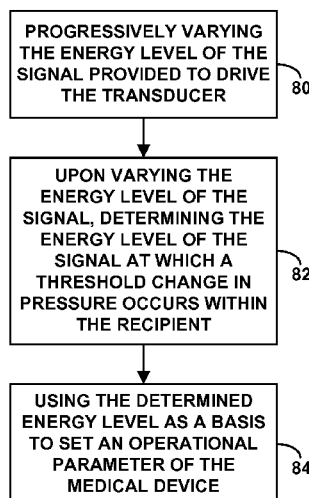 PROGRESSIVELY VARYING
THE ENERGY LEVEL OF THE
SIGNAL PROVIDED TO DRIVE
THE TRANSDUCER
80
UPON VARYING THE
ENERGY LEVEL OF THE
SIGNAL, DETERMINING THE
ENERGY LEVEL OF THE
SIGNAL AT WHICH A
THRESHOLD CHANGE IN
PRESSURE OCCURS WITHIN
THE RECIPIENT
82
USING THE DETERMINED
ENERGY LEVEL AS A BASIS
TO SET AN OPERATIONAL
PARAMETER OF THE
MEDICAL DEVICE
84